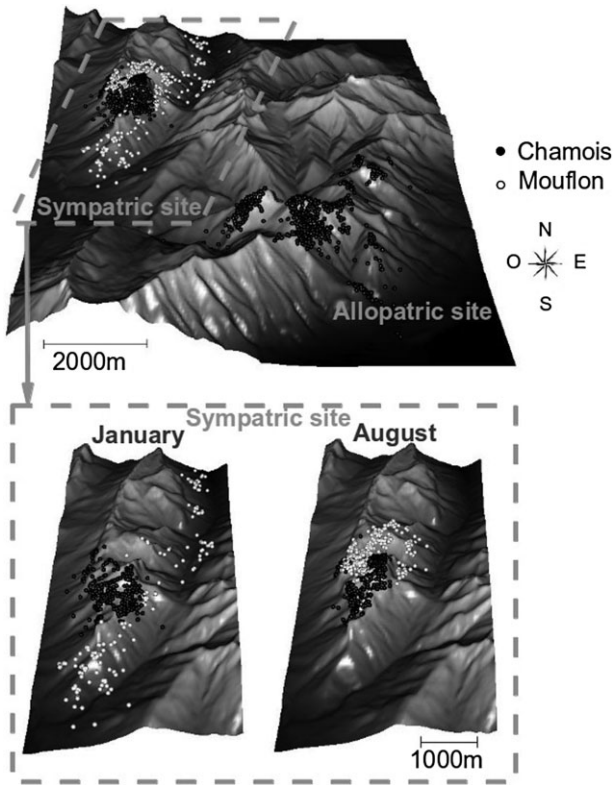 Chamois
Mouflon
N
O E
S
Sympatric site
Allopatric site
2000m
Sympatric site
January August
1000m